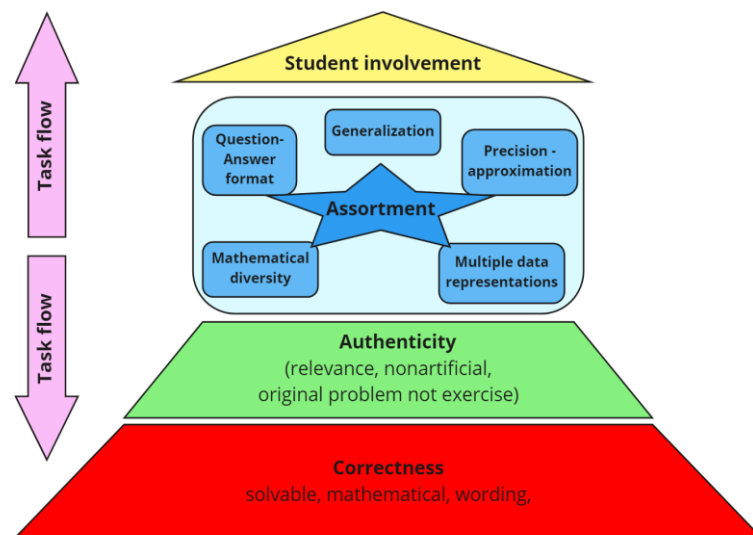 Student involvement
Task flow
Generalization
Question-
Answer
format
Precision -
approximation
Assortment
Mathematical
diversity
Multiple data
representations
Task flow
Authenticity
(relevance, nonartificial,
original problem not exercise)
Correctness
solvable, mathematical, wording,